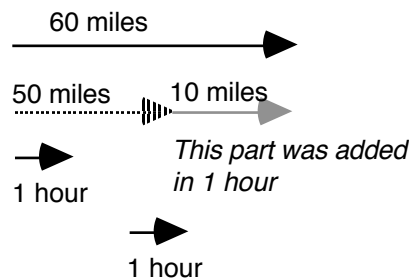 60 miles
50 miles
10 miles
This part was added
in 1 hour
1 hour
1 hour